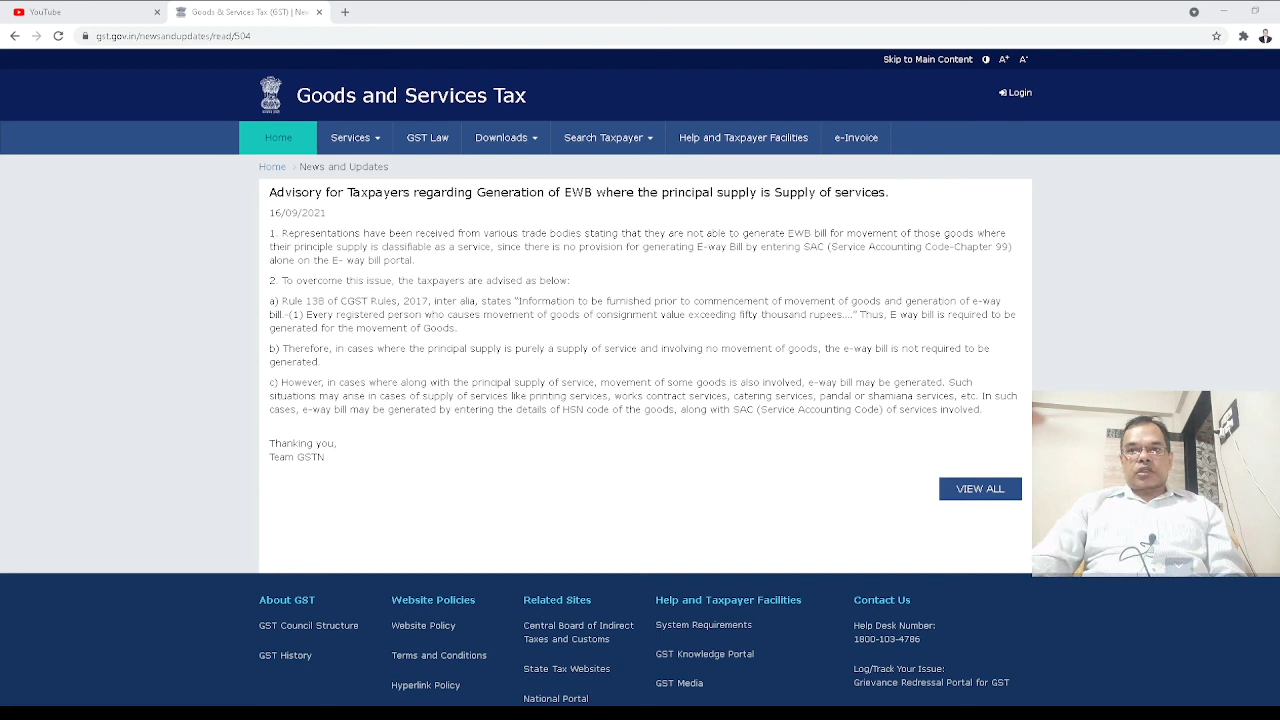 YouTube
Goods & Services Tax (GST) | Nev
gst.gov.in/newsandupdates/read/504
Skip to Main Content A+ A-
Goods and Services Tax
Login
Home Services GST Law Downloads Search Taxpayer Help and Taxpayer Facilities e-Invoice
Home > News and Updates
Advisory for Taxpayers regarding Generation of EWB where the principal supply is Supply of services.
16/09/2021
1. Representations have been received from various trade bodies stating that they are not able to generate EWB bill for movement of those goods where
their principle supply is classifiable as a service, since there is no provision for generating E-way Bill by entering SAC (Service Accounting Code-Chapter 99)
alone on the E- way bill portal.
2. To overcome this issue, the taxpayers are advised as below:
a) Rule 138 of CGST Rules, 2017, inter alia, states "Information to be furnished prior to commencement of movement of goods and generation of e-way
bill.-(1) Every registered person who causes movement of goods of consignment value exceeding fifty thousand rupees...." Thus, E way bill is required to be
generated for the movement of Goods.
b) Therefore, in cases where the principal supply is purely a supply of service and involving no movement of goods, the e-way bill is not required to be
generated.
c) However, in cases where along with the principal supply of service, movement of some goods is also involved, e-way bill may be generated. Such
situations may arise in cases of supply of services like printing services, works contract services, catering services, pandal or shamiana services, etc. In such
cases, e-way bill may be generated by entering the details of HSN code of the goods, along with SAC (Service Accounting Code) of services involved.
Thanking you,
Team GSTN
VIEW ALL
About GST Website Policies Related Sites Help and Taxpayer Facilities Contact Us
GST Council Structure Website Policy Central Board of Indirect System Requirements Help Desk Number:
Taxes and Customs 1800-103-4786
GST History Terms and Conditions State Tax Websites GST Knowledge Portal Log/Track Your Issue:
Hyperlink Policy National Portal GST Media Grievance Redressal Portal for GST